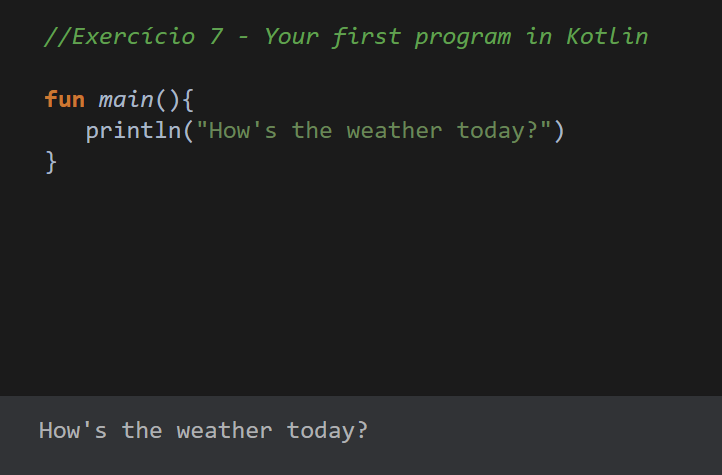 //Exercício 7 - Your first program in Kotlin
fun main(){
println("How's the weather today?")
}
How's the weather today?